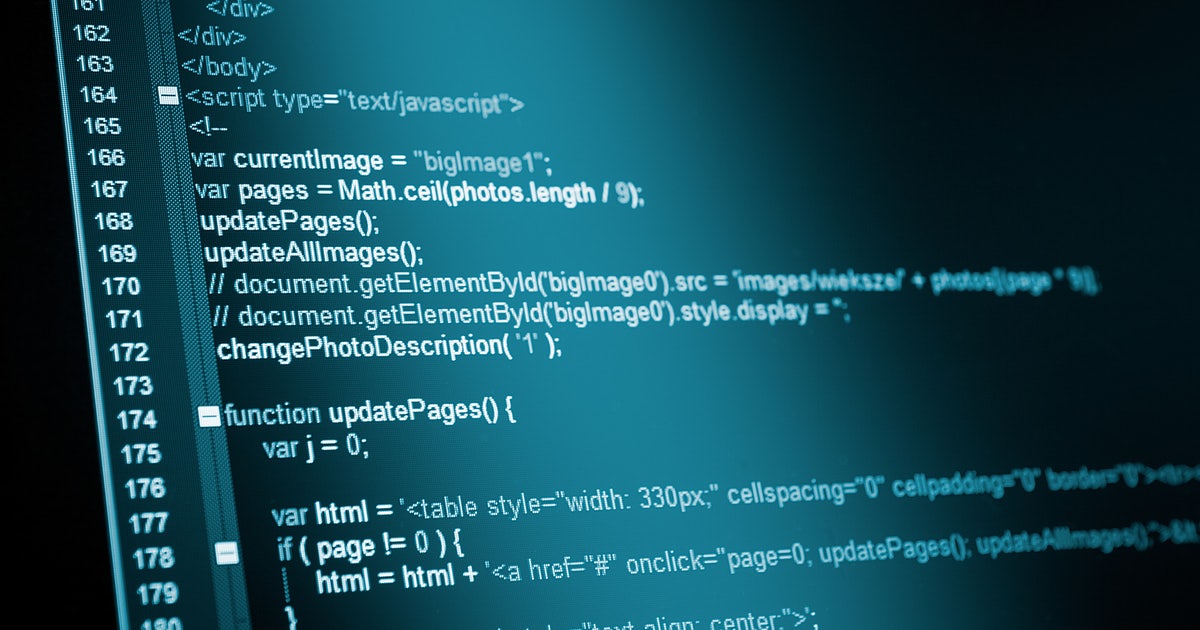 161 </div>
162 </div>
163 </body>
164 <script type="text/javascript">
165 <!--
166 var currentImage = "bigImage1";
167 var pages = Math.ceil(photos.length / 9);
168 updatePages();
169 updateAllImages();
170 // document.getElementById('bigImage0').src = 'images/wieksze/' + photos[(page * 9)];
171 // document.getElementById('bigImage0').style.display = '';
172 changePhotoDescription( '1' );
173
174 function updatePages() {
175 var j = 0;
176
177 var html = '<table style="width: 330px;" cellspacing="0" cellpadding="0" border="0"><tr>
178 if ( page != 0 ) {
179 html = html + '<a href="#" onclick="page=0; updatePages(); updateAllImages();">
180 }
"text-align: center;">';